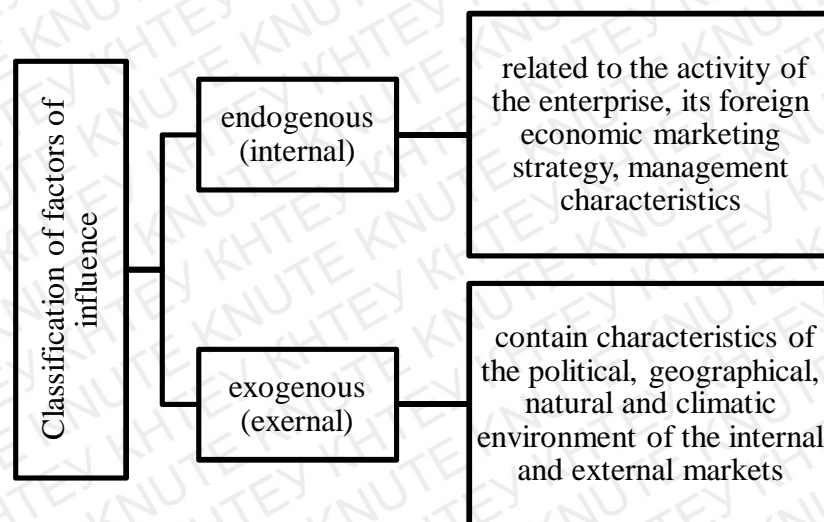 Classification of factors of
influence
endogenous
(internal)
related to the activity of
the enterprise, its foreign
economic marketing
strategy, management
characteristics
exogenous
(exernal)
contain characteristics of
the political, geographical,
natural and climatic
environment of the internal
and external markets